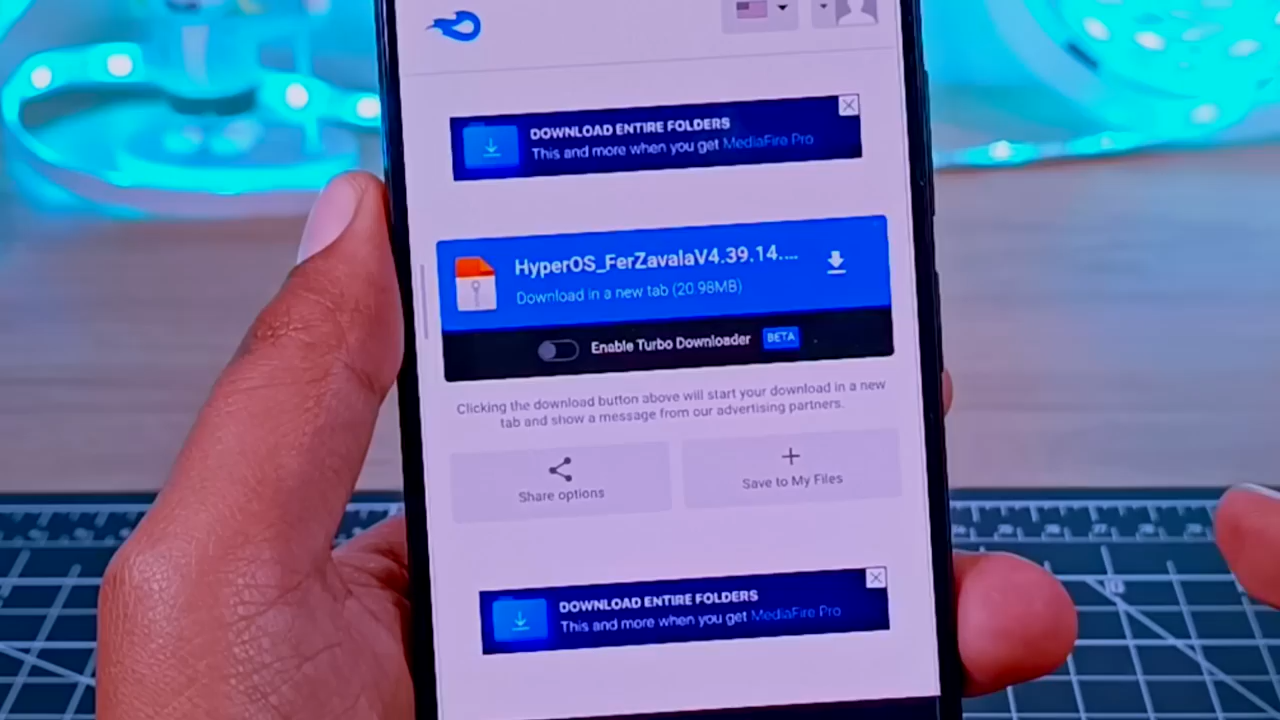 DOWNLOAD ENTIRE FOLDERS
This and more when you get MediaFire Pro
HyperOS_FerZavalaV4.39.14....
Download in a new tab (20.98MB)
Enable Turbo Downloader BETA
Clicking the download button above will start your download in a new
tab and show a message from our advertising partners.
Share options
Save to My Files
DOWNLOAD ENTIRE FOLDERS
This and more when you get MediaFire Pro